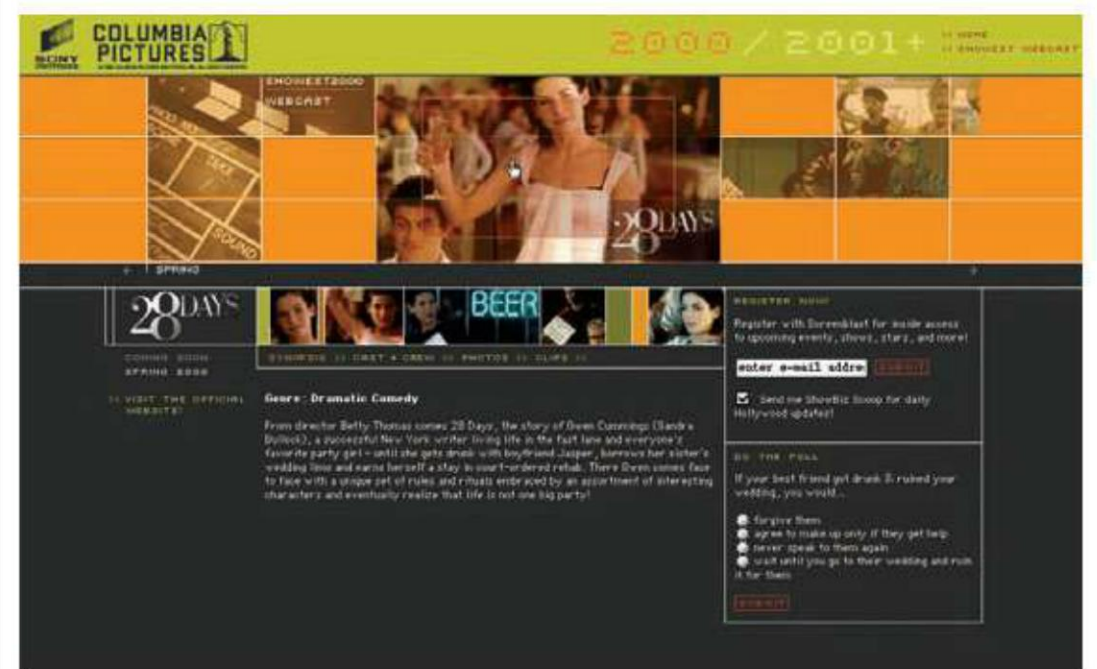 SONY
COLUMBIA
PICTURES
2000 / 2001+
:: HOME
:: SHOWEST WEBCAST
SHOWEST2000
WEBCAST
SCENE
TAKE
SOUND
28DAYS
SPRING
28DAYS
BEER
COMING SOON
SPRING 2000
:: VISIT THE OFFICIAL
WEBSITE!
SYNOPSIS :: CAST & CREW :: PHOTOS :: CLIPS ::
Genre: Dramatic Comedy
From director Betty Thomas comes 28 Days, the story of Gwen Cummings (Sandra
Bullock), a successful New York writer living life in the fast lane and everyone's
favorite party girl - until she gets drunk with boyfriend Jasper, borrows her sister's
wedding limo and earns herself a stay in court-ordered rehab. There Gwen comes face
to face with a unique set of rules and rituals embraced by an assortment of interesting
characters and eventually realize that life is not one big party!
REGISTER NOW!
Register with Screenblast for inside access
to upcoming events, shows, stars, and more!
enter e-mail addre
SUBMIT
Send me ShowBiz Scoop for daily
Hollywood updates!
DO THE POLL
If your best friend got drunk & ruined your
wedding, you would...
forgive them
agree to make up only if they get help
never speak to them again
wait until you go to their wedding and ruin
it for them
SUBMIT